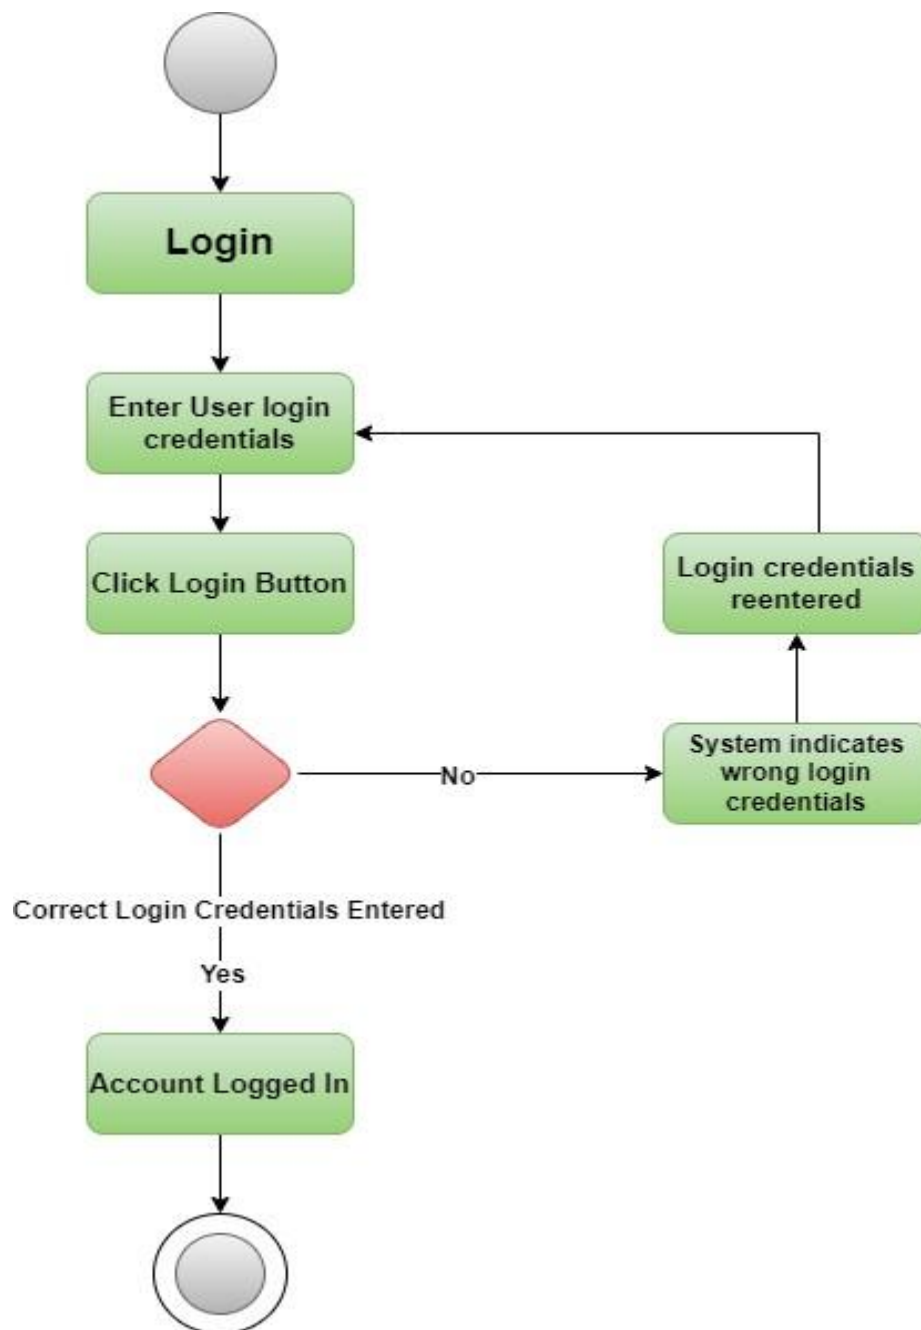 Login
Enter User login
credentials
Click Login Button
Login credentials
reentered
System indicates
wrong login
credentials
No
Correct Login Credentials Entered
Yes
Account Logged In